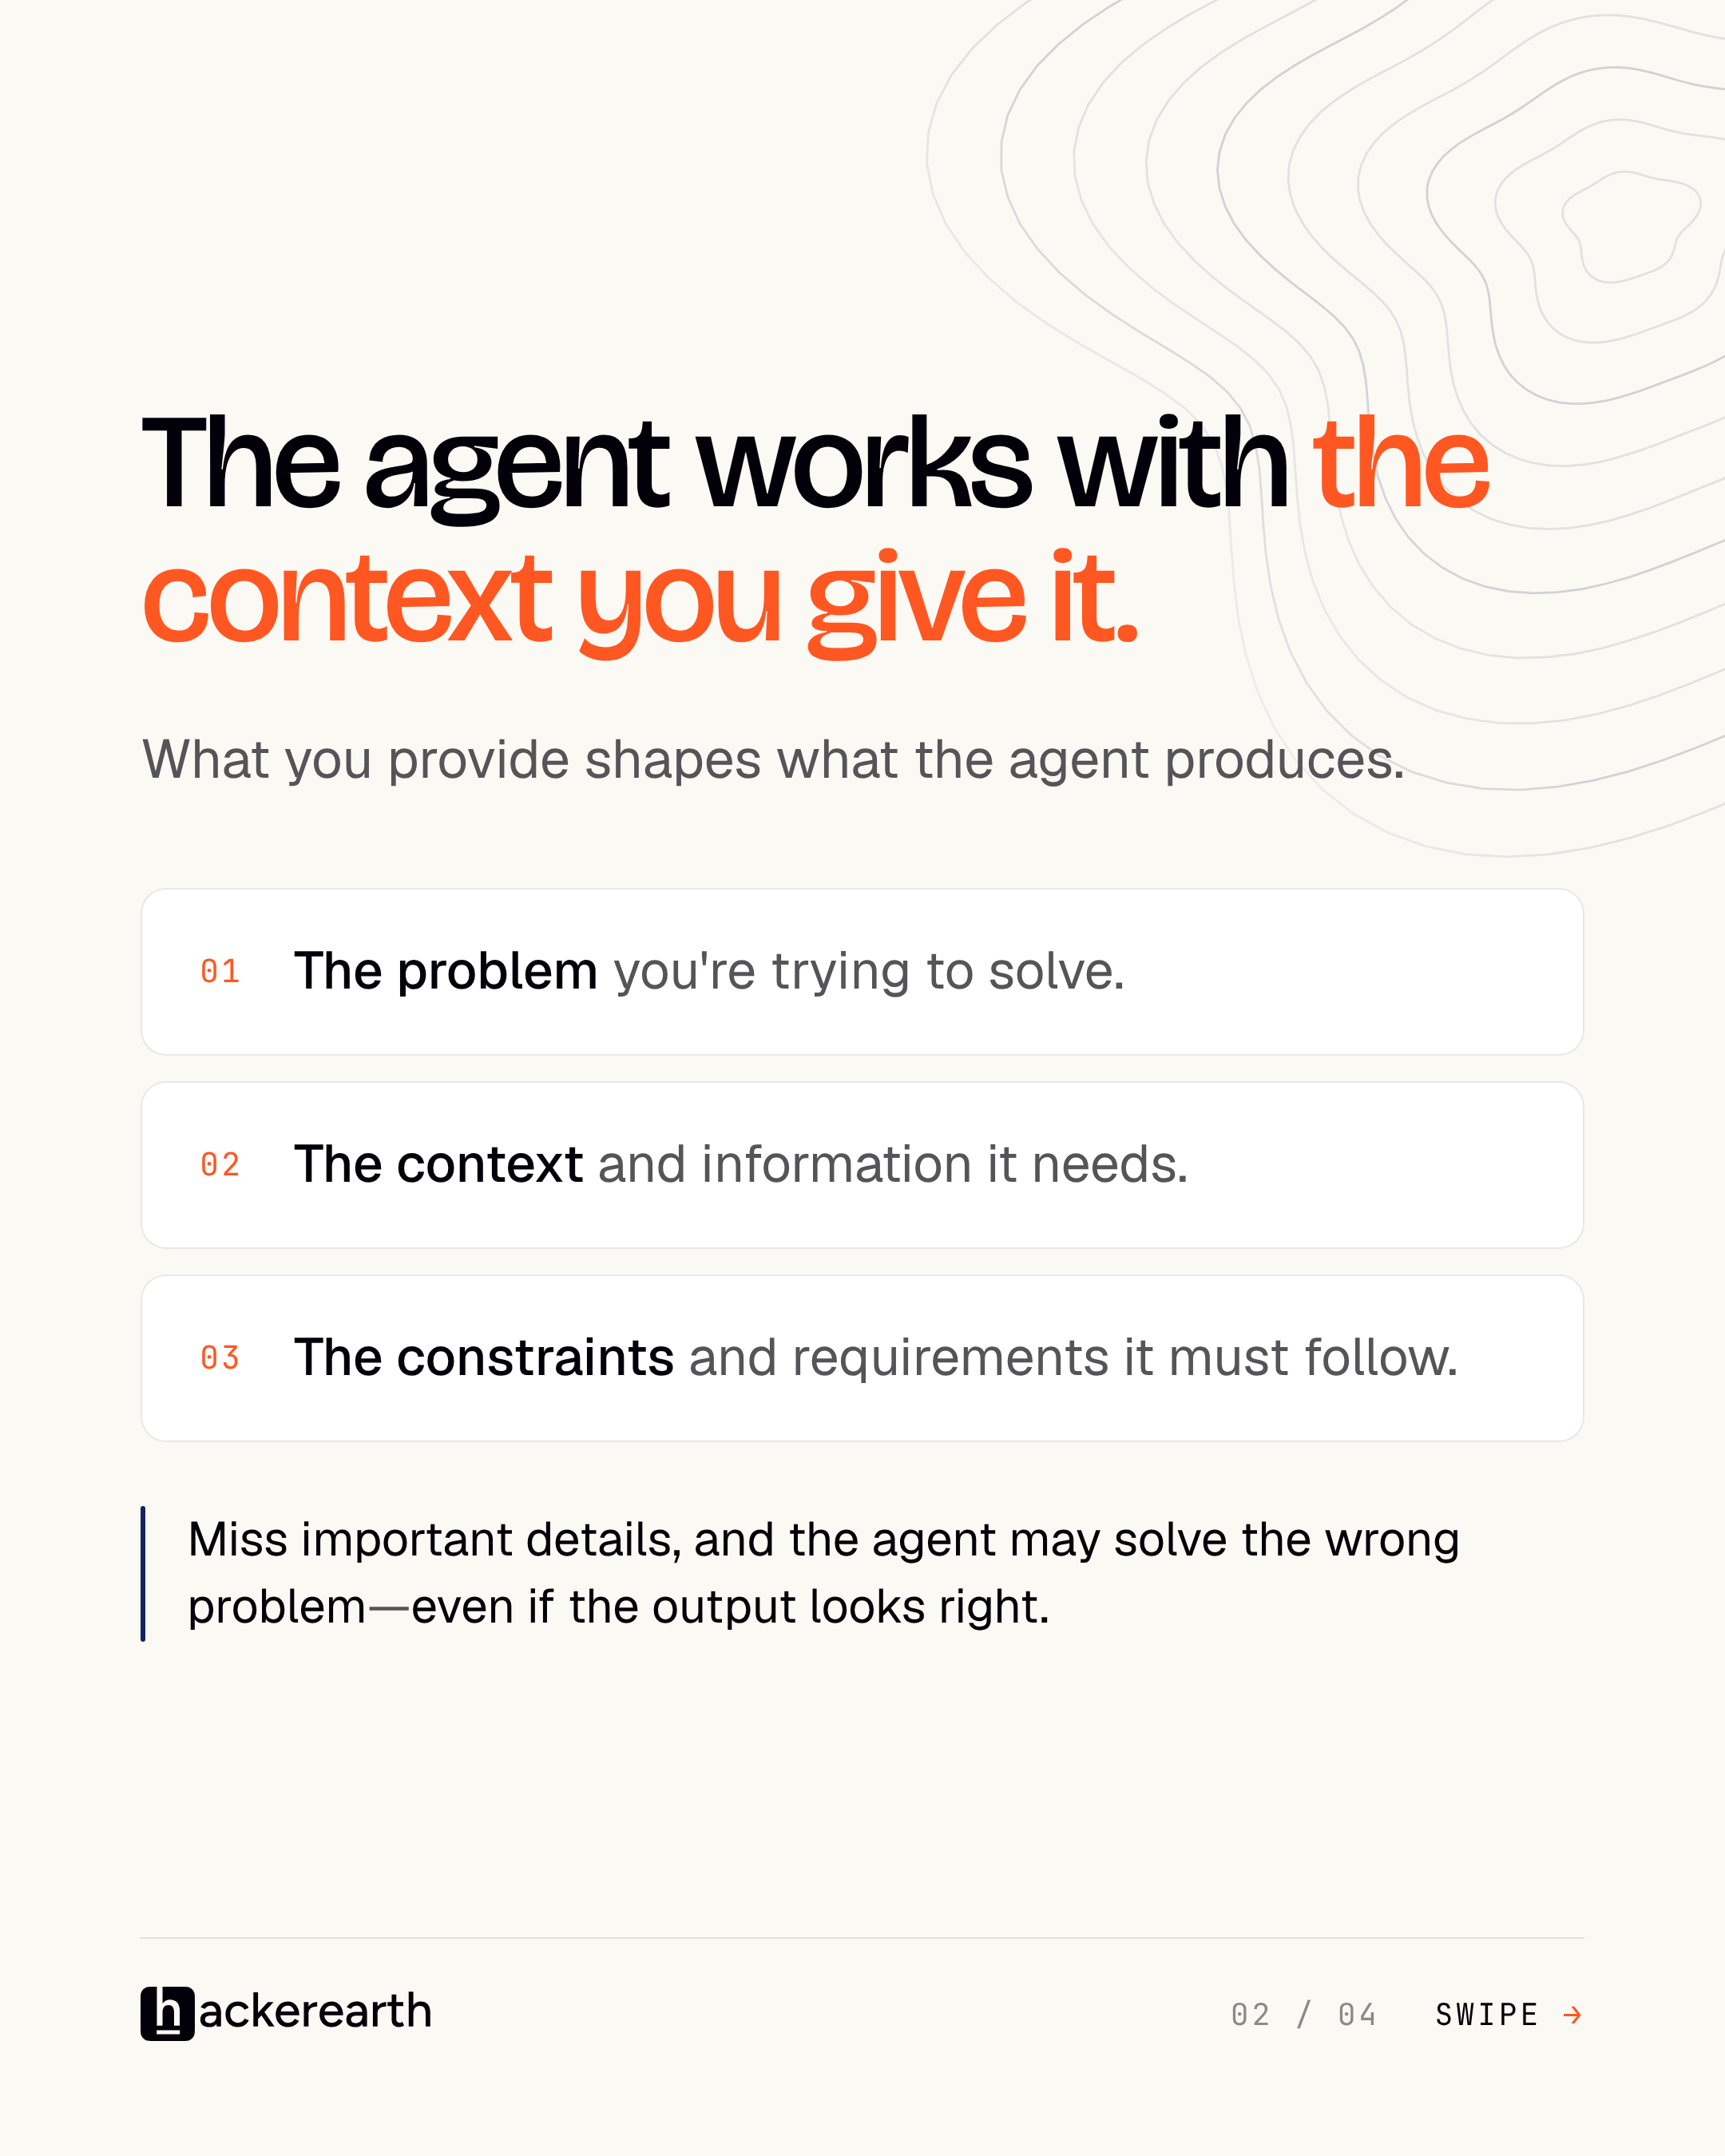 The agent works with the
context you give it.
What you provide shapes what the agent produces.
01 The problem you're trying to solve.
02 The context and information it needs.
03 The constraints and requirements it must follow.
Miss important details, and the agent may solve the wrong
problem—even if the output looks right.
hackerearth
02 / 04 SWIPE →